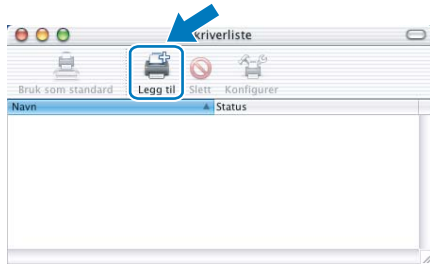 kriverliste
Bruk som standard Legg til Slett Konfigurer
Navn Status